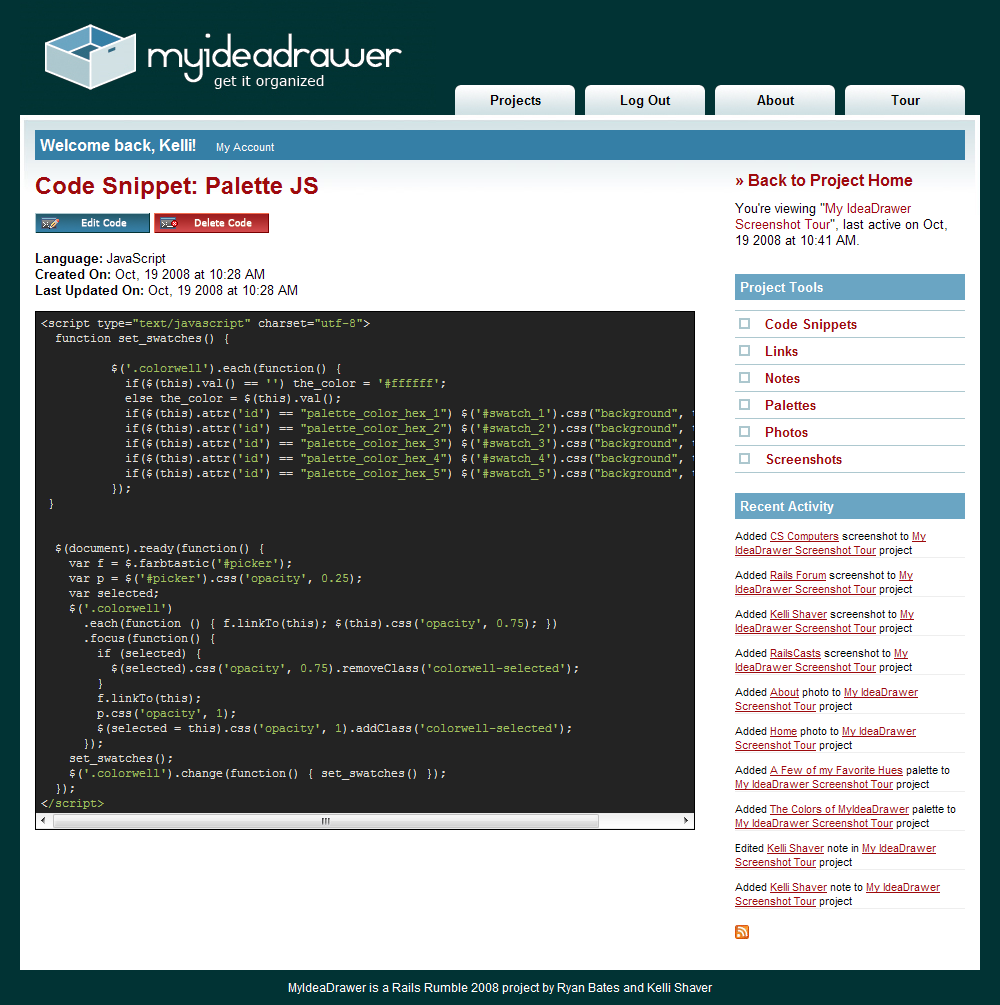 myideadrawer
get it organized
Projects
Log Out
About
Tour
Welcome back, Kelli! My Account
Code Snippet: Palette JS
Edit Code
Delete Code
Language: JavaScript
Created On: Oct, 19 2008 at 10:28 AM
Last Updated On: Oct, 19 2008 at 10:28 AM
<script type="text/javascript" charset="utf-8">
  function set_swatches() {

          $('.colorwell').each(function() {
            if($(this).val() == '') the_color = '#ffffff';
            else the_color = $(this).val();
            if($(this).attr('id') == "palette_color_hex_1") $('#swatch_1').css("background",
            if($(this).attr('id') == "palette_color_hex_2") $('#swatch_2').css("background",
            if($(this).attr('id') == "palette_color_hex_3") $('#swatch_3').css("background",
            if($(this).attr('id') == "palette_color_hex_4") $('#swatch_4').css("background",
            if($(this).attr('id') == "palette_color_hex_5") $('#swatch_5').css("background",
          });
 }

  $(document).ready(function() {
    var f = $.farbtastic('#picker');
    var p = $('#picker').css('opacity', 0.25);
    var selected;
    $('.colorwell')
      .each(function () { f.linkTo(this); $(this).css('opacity', 0.75); })
      .focus(function() {
        if (selected) {
          $(selected).css('opacity', 0.75).removeClass('colorwell-selected');
        }
        f.linkTo(this);
        p.css('opacity', 1);
        $(selected = this).css('opacity', 1).addClass('colorwell-selected');
      });
    set_swatches();
    $('.colorwell').change(function() { set_swatches() });
  });
</script>
» Back to Project Home
You're viewing "My IdeaDrawer
Screenshot Tour", last active on Oct,
19 2008 at 10:41 AM.
Project Tools
Code Snippets
Links
Notes
Palettes
Photos
Screenshots
Recent Activity
Added CS Computers screenshot to My
IdeaDrawer Screenshot Tour project
Added Rails Forum screenshot to My
IdeaDrawer Screenshot Tour project
Added Kelli Shaver screenshot to My
IdeaDrawer Screenshot Tour project
Added RailsCasts screenshot to My
IdeaDrawer Screenshot Tour project
Added About photo to My IdeaDrawer
Screenshot Tour project
Added Home photo to My IdeaDrawer
Screenshot Tour project
Added A Few of my Favorite Hues palette to
My IdeaDrawer Screenshot Tour project
Added The Colors of MyIdeaDrawer palette to
My IdeaDrawer Screenshot Tour project
Edited Kelli Shaver note in My IdeaDrawer
Screenshot Tour project
Added Kelli Shaver note to My IdeaDrawer
Screenshot Tour project
MyIdeaDrawer is a Rails Rumble 2008 project by Ryan Bates and Kelli Shaver